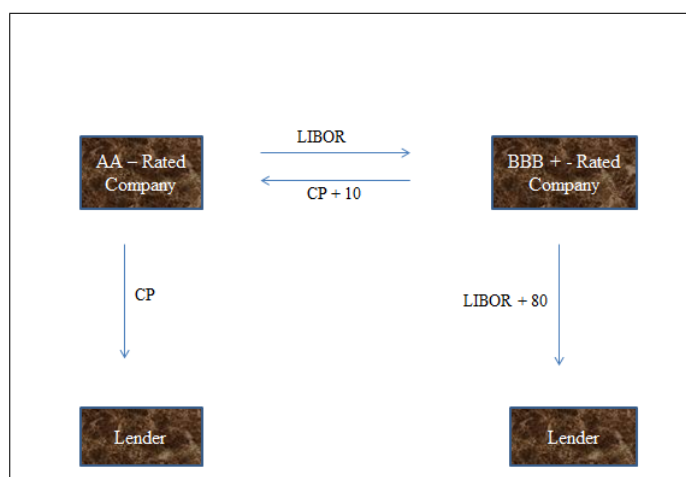 LIBOR
AA – Rated
Company
BBB + - Rated
Company
CP + 10
CP
LIBOR + 80
Lender
Lender